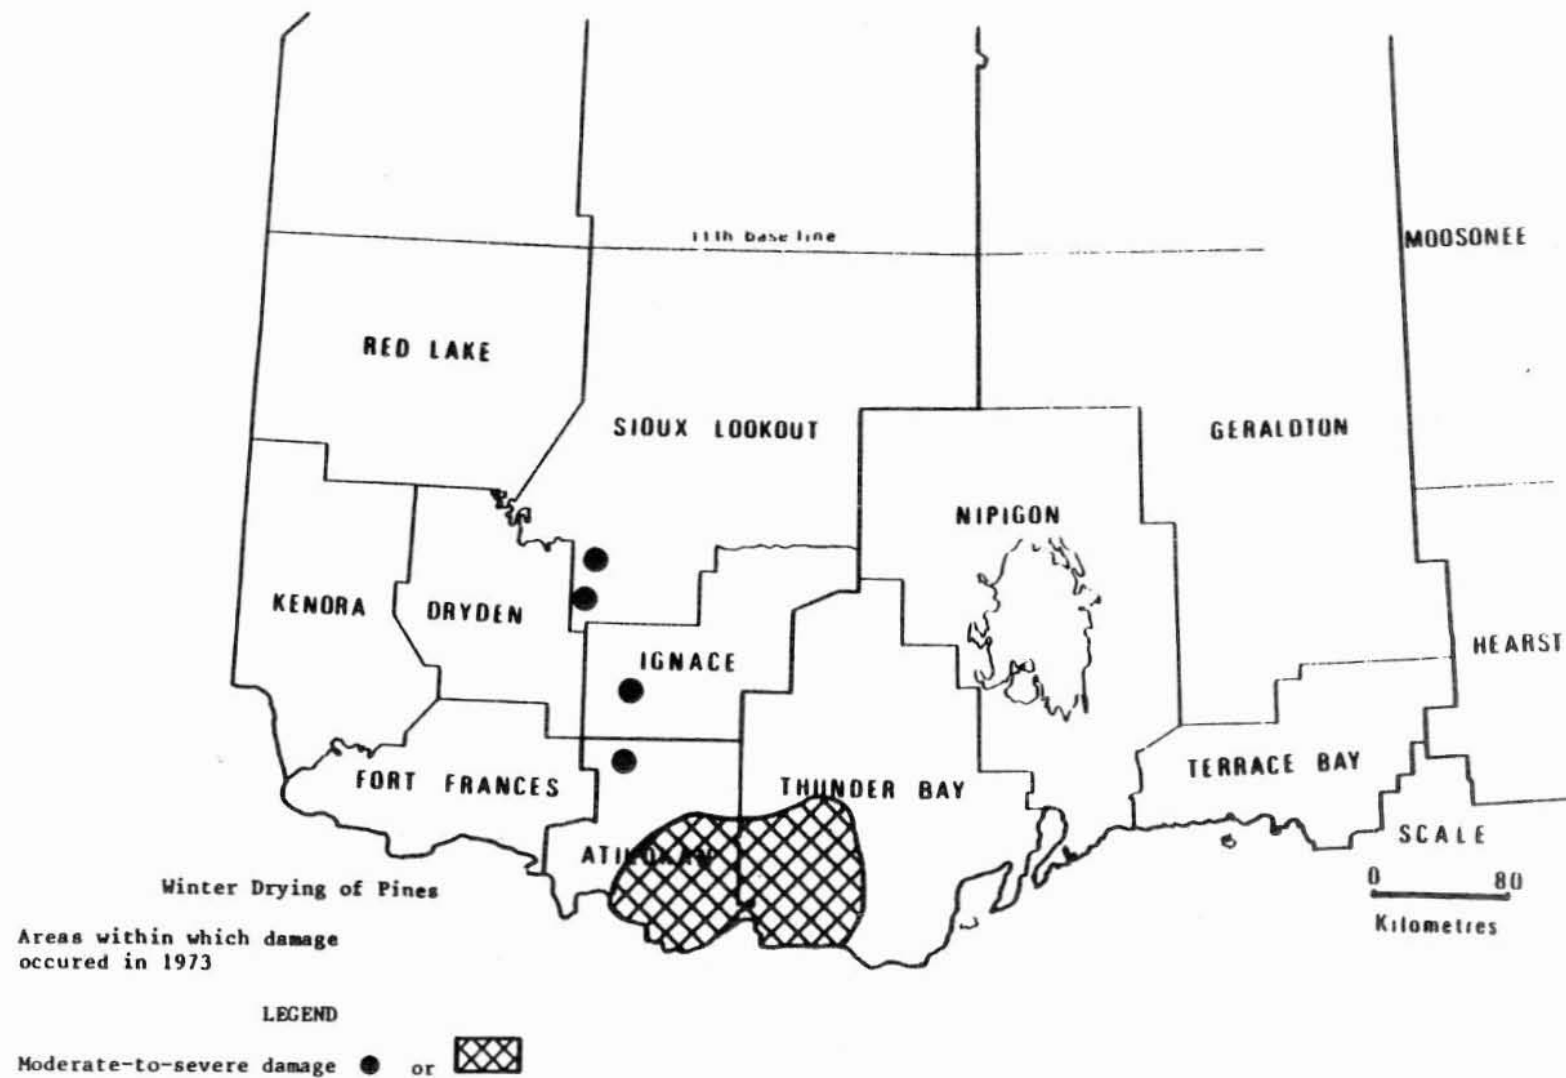 11th base line
MOOSONEE
RED LAKE
SIOUX LOOKOUT
GERALDTON
NIPIGON
KENORA
DRYDEN
HEARST
IGNACE
FORT FRANCES
THUNDER BAY
TERRACE BAY
SCALE
ATIKOKAN
0 80
Kilometres
Winter Drying of Pines
Areas within which damage
occured in 1973
LEGEND
Moderate-to-severe damage or